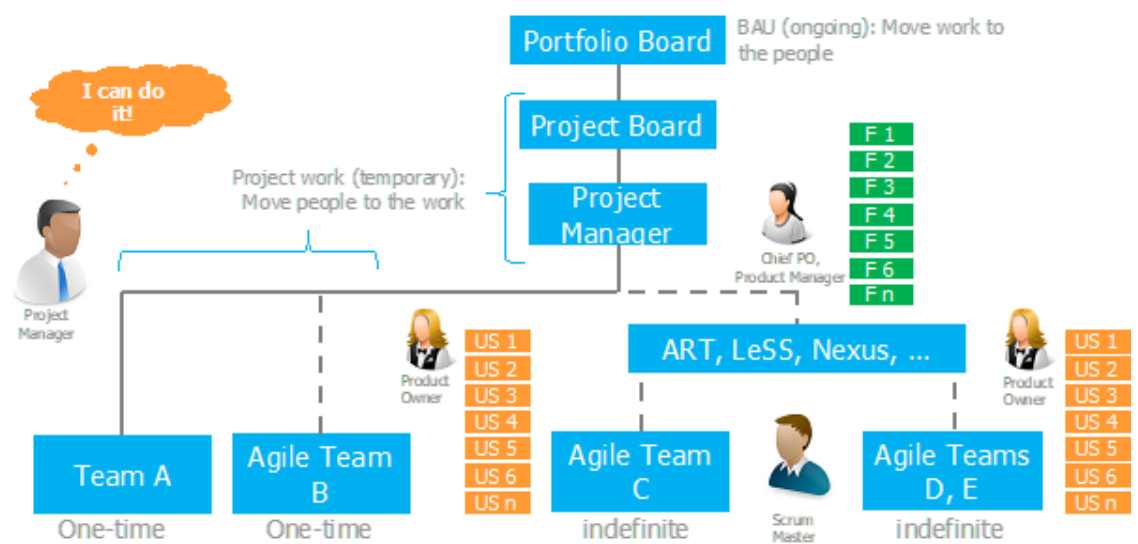 Portfolio Board
BAU (ongoing): Move work to
the people
I can do
it!
Project Board
Project work (temporary):
Move people to the work
Project
Manager
F 1
F 2
F 3
F 4
F 5
F 6
F n
Chief PO,
Product Manager
Project
Manager
Product
Owner
US 1
US 2
US 3
US 4
US 5
US 6
US n
ART, LeSS, Nexus, ...
Product
Owner
US 1
US 2
US 3
US 4
US 5
US 6
US n
Team A
One-time
Agile Team
B
One-time
Agile Team
C
indefinite
Scrum
Master
Agile Teams
D, E
indefinite